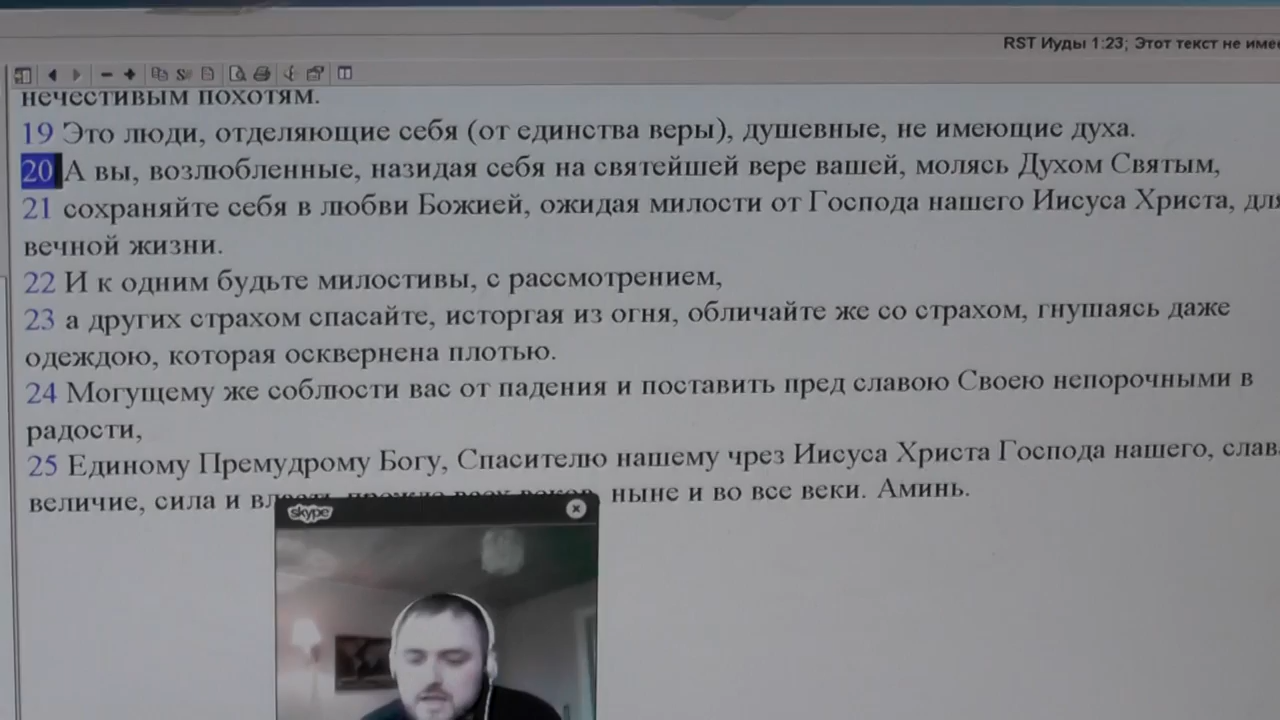 RST Иуды 1:23; Этот текст не
нечестивым похотям.
19 Это люди, отделяющие себя (от единства веры), душевные, не имеющие духа.
20 А вы, возлюбленные, назидая себя на святейшей вере вашей, молясь Духом Святым,
21 сохраняйте себя в любви Божией, ожидая милости от Господа нашего Иисуса Христа, для
вечной жизни.
22 И к одним будьте милостивы, с рассмотрением,
23 а других страхом спасайте, исторгая из огня, обличайте же со страхом, гнушаясь даже
одеждою, которая осквернена плотью.
24 Могущему же соблюсти вас от падения и поставить пред славою Своею непорочными в
радости,
25 Единому Премудрому Богу, Спасителю нашему чрез Иисуса Христа Господа нашего,
величие, сила и ныне и во все веки. Аминь.
skype